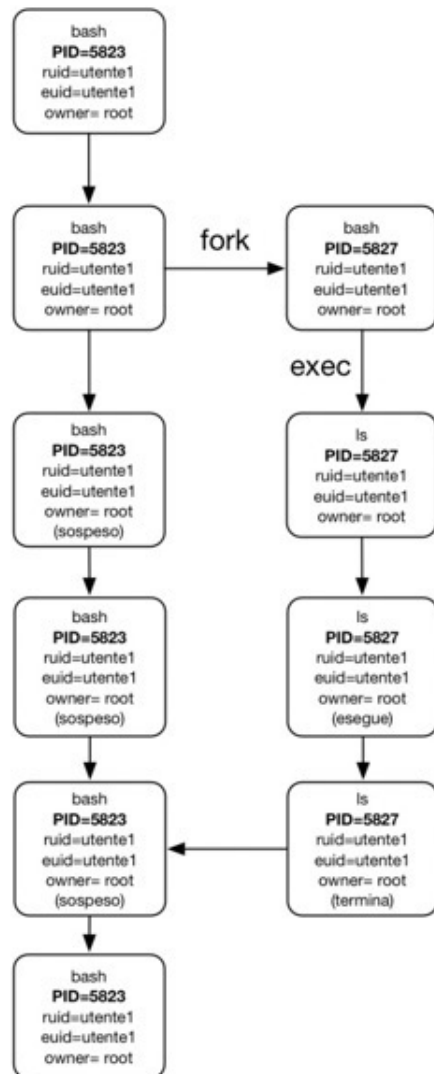 bash
PID=5823
ruid=utente1
euid=utente1
owner= root
bash
PID=5823
ruid=utente1
euid=utente1
owner= root
fork
bash
PID=5827
ruid=utente1
euid=utente1
owner= root
exec
bash
PID=5823
ruid=utente1
euid=utente1
owner= root
(sospeso)
ls
PID=5827
ruid=utente1
euid=utente1
owner= root
bash
PID=5823
ruid=utente1
euid=utente1
owner= root
(sospeso)
ls
PID=5827
ruid=utente1
euid=utente1
owner= root
(esegue)
bash
PID=5823
ruid=utente1
euid=utente1
owner= root
(sospeso)
ls
PID=5827
ruid=utente1
euid=utente1
owner= root
(termina)
bash
PID=5823
ruid=utente1
euid=utente1
owner= root